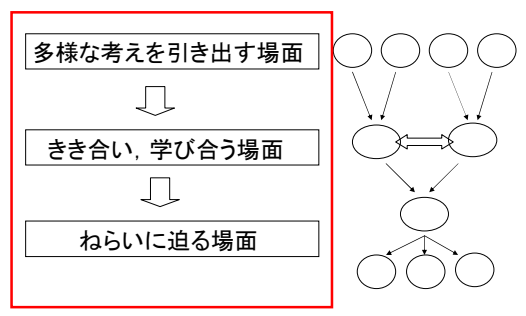 多様な考えを引き出す場面
きき合い，学び合う場面
ねらいに迫る場面